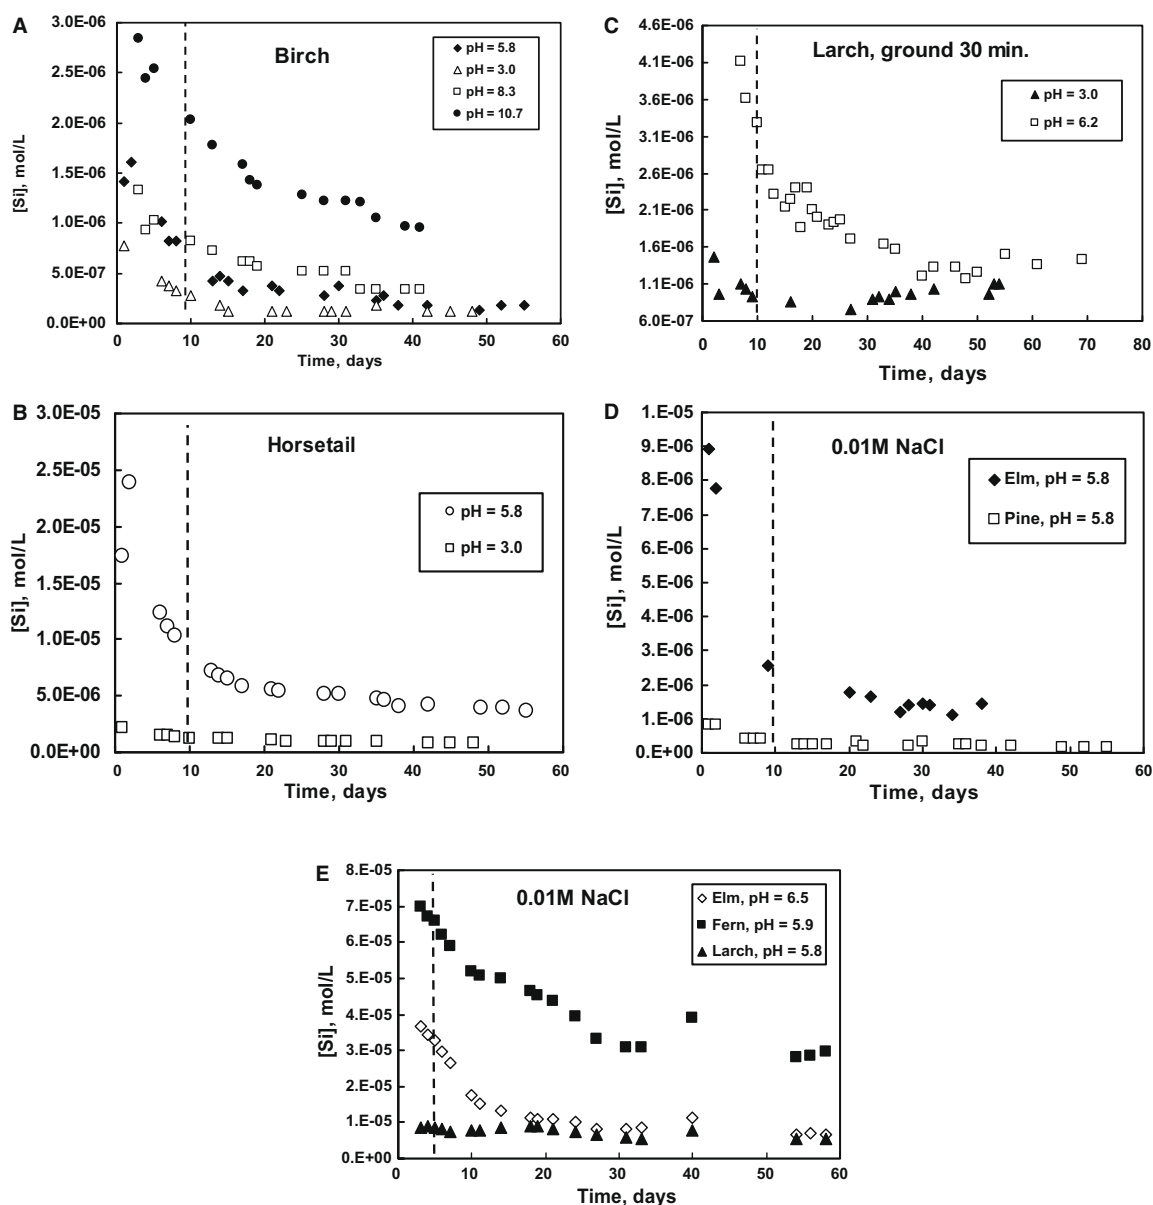 A
Birch
pH = 5.8
pH = 3.0
pH = 8.3
pH = 10.7
[Si], mol/L
3.0E-06
2.5E-06
2.0E-06
1.5E-06
1.0E-06
5.0E-07
0.0E+00
0 10 20 30 40 50 60
Time, days
C
Larch, ground 30 min.
pH = 3.0
pH = 6.2
[Si], mol/L
4.6E-06
4.1E-06
3.6E-06
3.1E-06
2.6E-06
2.1E-06
1.6E-06
1.1E-06
6.0E-07
0 10 20 30 40 50 60 70 80
Time, days
B
Horsetail
pH = 5.8
pH = 3.0
[Si], mol/L
3.0E-05
2.5E-05
2.0E-05
1.5E-05
1.0E-05
5.0E-06
0.0E+00
0 10 20 30 40 50 60
Time, days
D
0.01M NaCl
Elm, pH = 5.8
Pine, pH = 5.8
[Si], mol/L
1.E-05
9.E-06
8.E-06
7.E-06
6.E-06
5.E-06
4.E-06
3.E-06
2.E-06
1.E-06
0.E+00
0 10 20 30 40 50 60
Time, days
E
0.01M NaCl
Elm, pH = 6.5
Fern, pH = 5.9
Larch, pH = 5.8
[Si], mol/L
8.E-05
7.E-05
6.E-05
5.E-05
4.E-05
3.E-05
2.E-05
1.E-05
0.E+00
0 10 20 30 40 50 60
Time, days